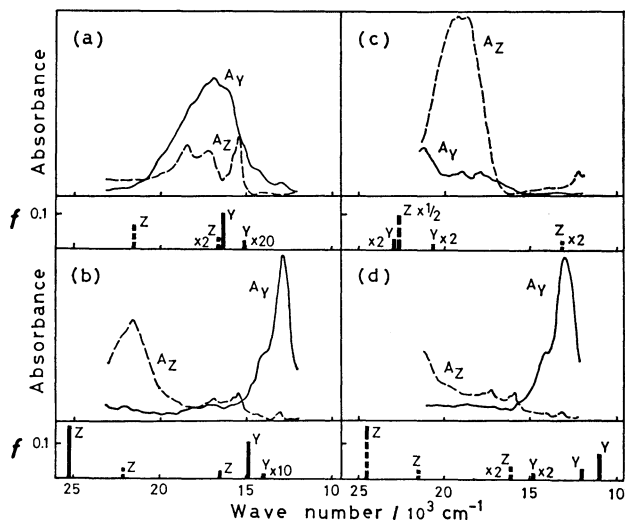 (a)
(c)
Absorbance
A_Y
A_Z
A_Z
A_Y
f
0.1
Z
x2
Z
Y
Y
x20
x2
Y
Z x½
Y
x2
Z
x2
(b)
(d)
Absorbance
A_Y
A_Z
A_Y
A_Z
f
0.1
Z
Z
Z
Y
Y
x10
Z
Z
x2
Z
Y
x2
Y
Y
25 20 15 10
25 20 15 10
Wave number / 10³ cm⁻¹